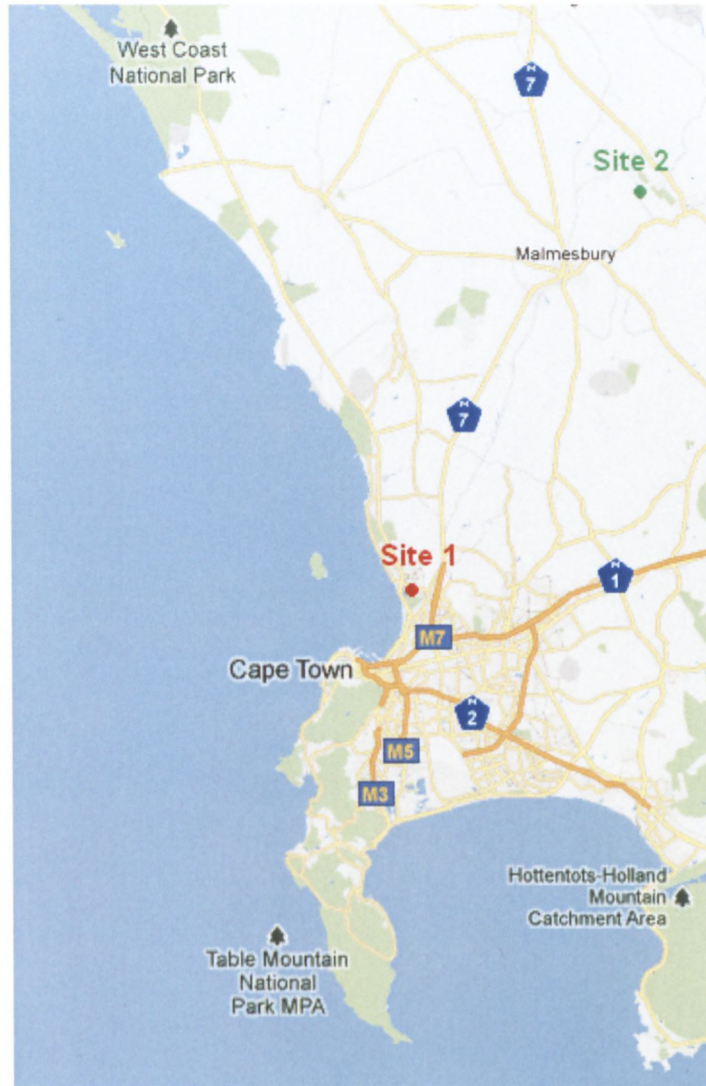 West Coast
National Park
N
7
Site 2
Malmesbury
N
7
Site 1
N
1
M7
Cape Town
N
2
M5
M3
Hottentots-Holland
Mountain
Catchment Area
Table Mountain
National
Park MPA